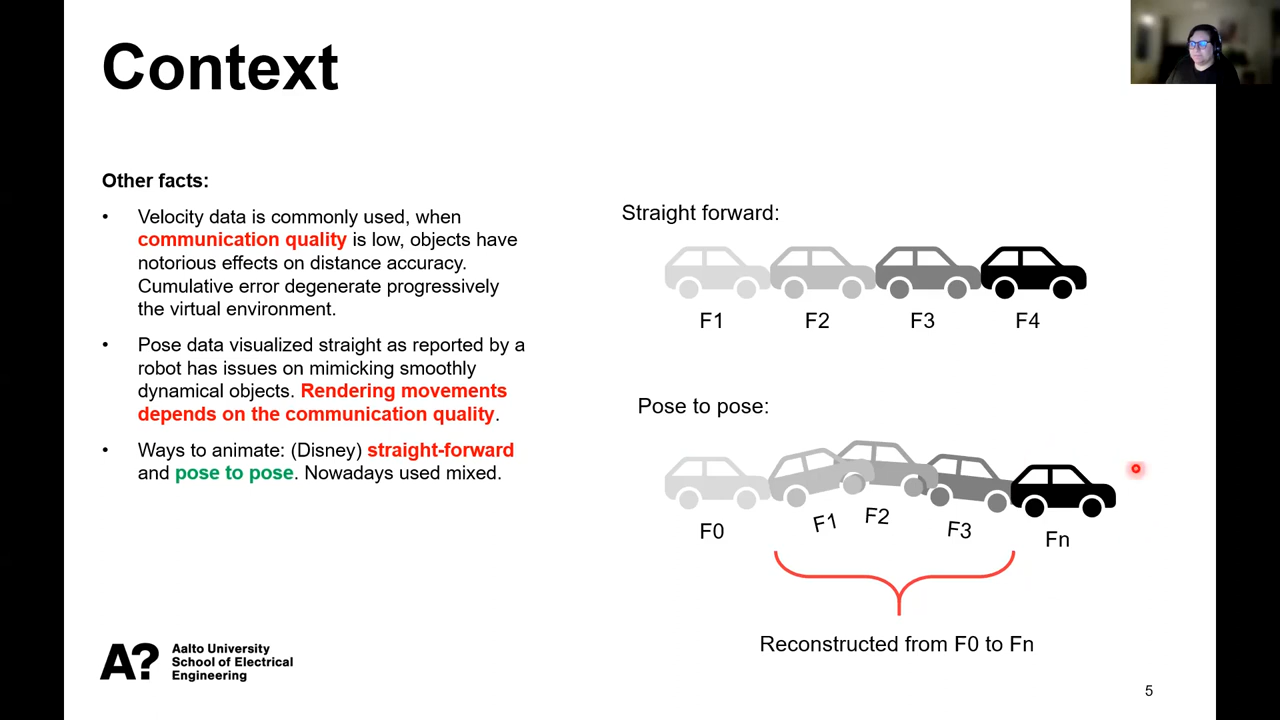 Context
Other facts:
• Velocity data is commonly used, when
communication quality is low, objects have
notorious effects on distance accuracy.
Cumulative error degenerate progressively
the virtual environment.
• Pose data visualized straight as reported by a
robot has issues on mimicking smoothly
dynamical objects. Rendering movements
depends on the communication quality.
• Ways to animate: (Disney) straight-forward
and pose to pose. Nowadays used mixed.
Straight forward:
F1 F2 F3 F4
Pose to pose:
F0 F1 F2 F3 Fn
Reconstructed from F0 to Fn
A?
Aalto University
School of Electrical
Engineering
5